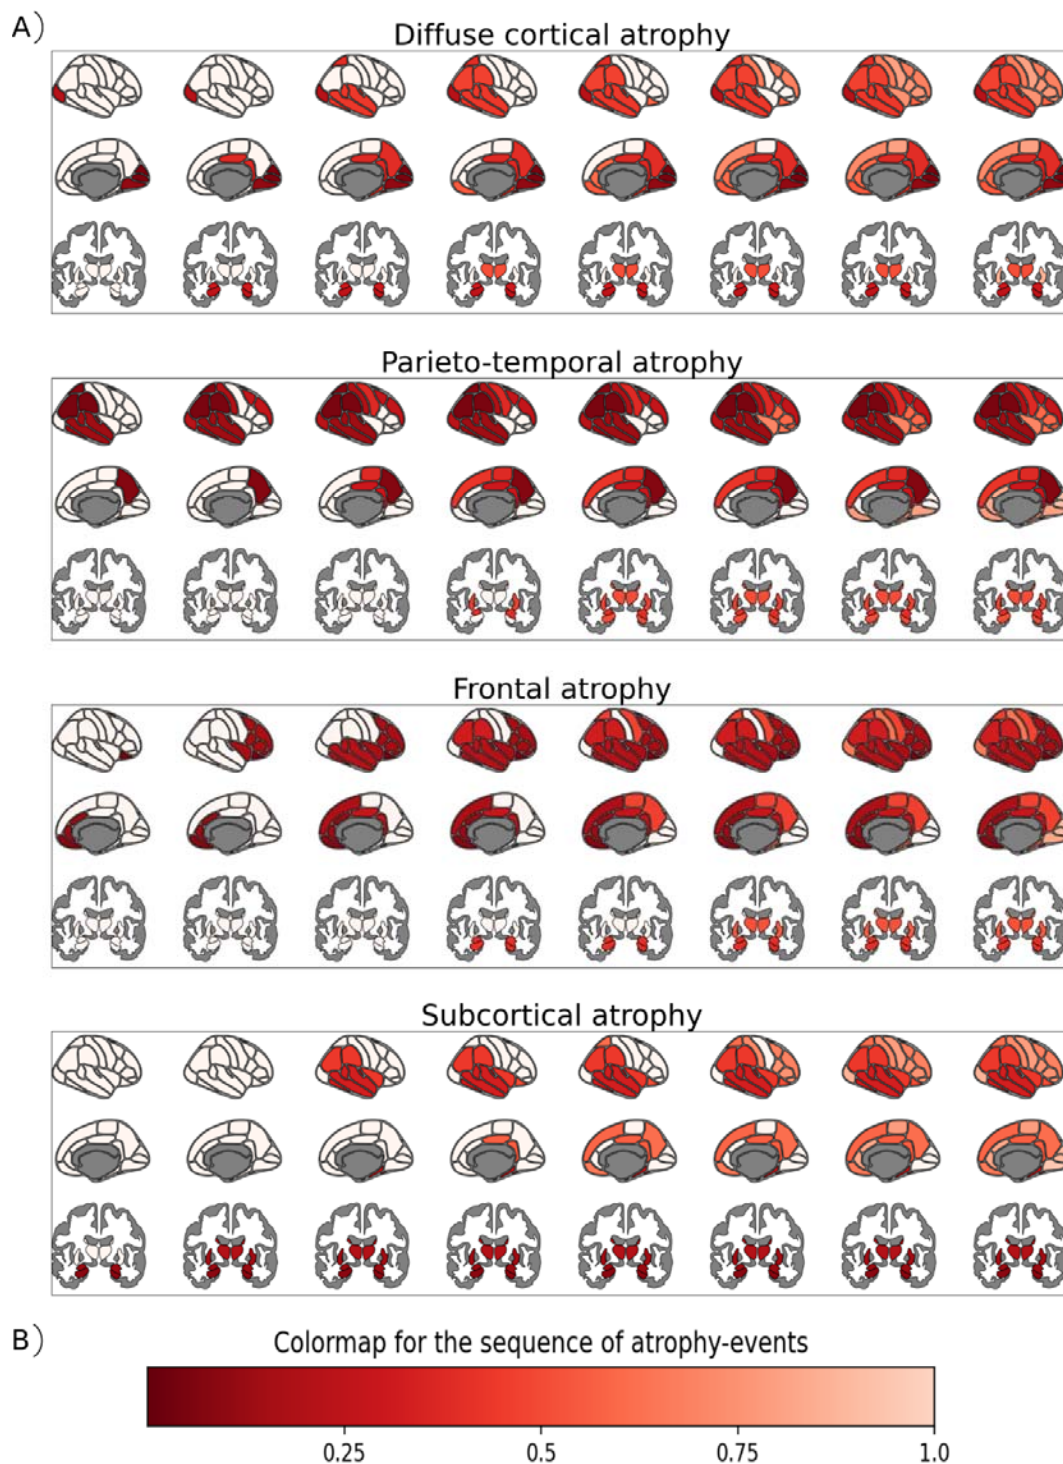 A)
Diffuse cortical atrophy
Parieto-temporal atrophy
Frontal atrophy
Subcortical atrophy
B)
Colormap for the sequence of atrophy-events
0.25 0.5 0.75 1.0